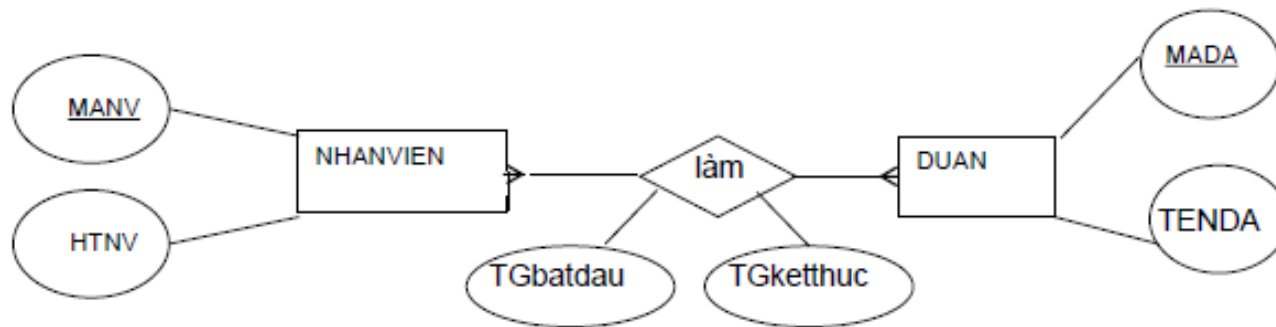 MADA
MANV
NHANVIEN
làm
DUAN
HTNV
TENDA
TGbatdau
TGketthuc